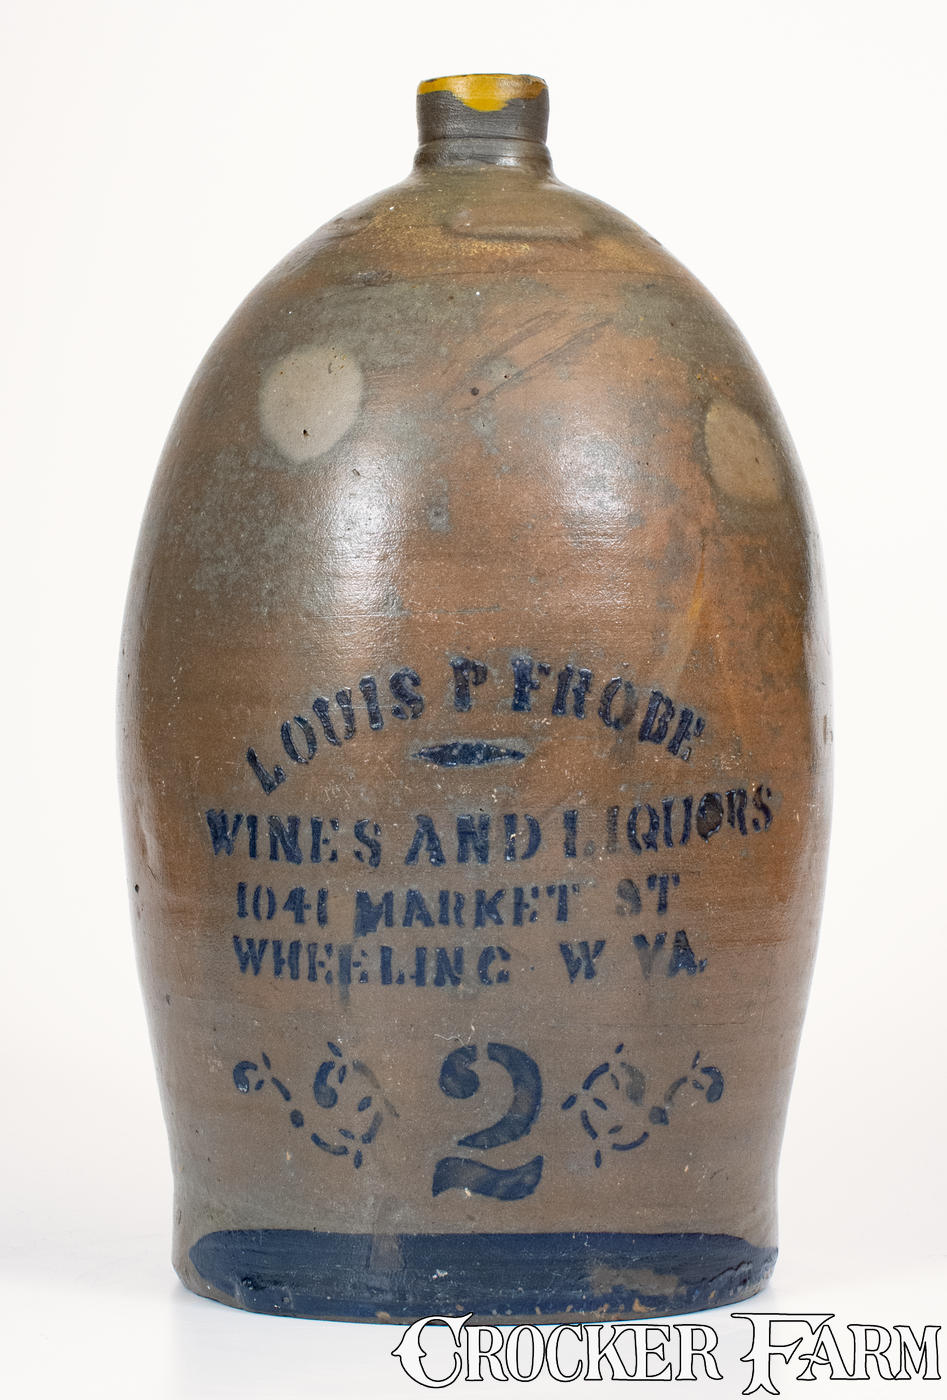 LOUIS P FROBE
WINES AND LIQUORS
1041 MARKET ST
WHEELING W VA.
2
CROCKER FARM